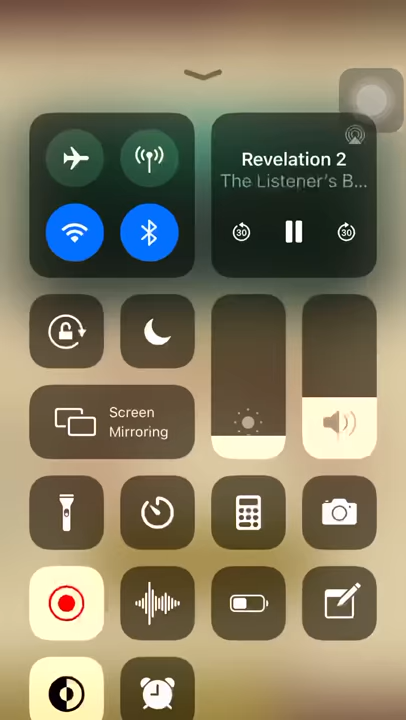 Revelation 2
The Listener's B...
30
30
Screen
Mirroring